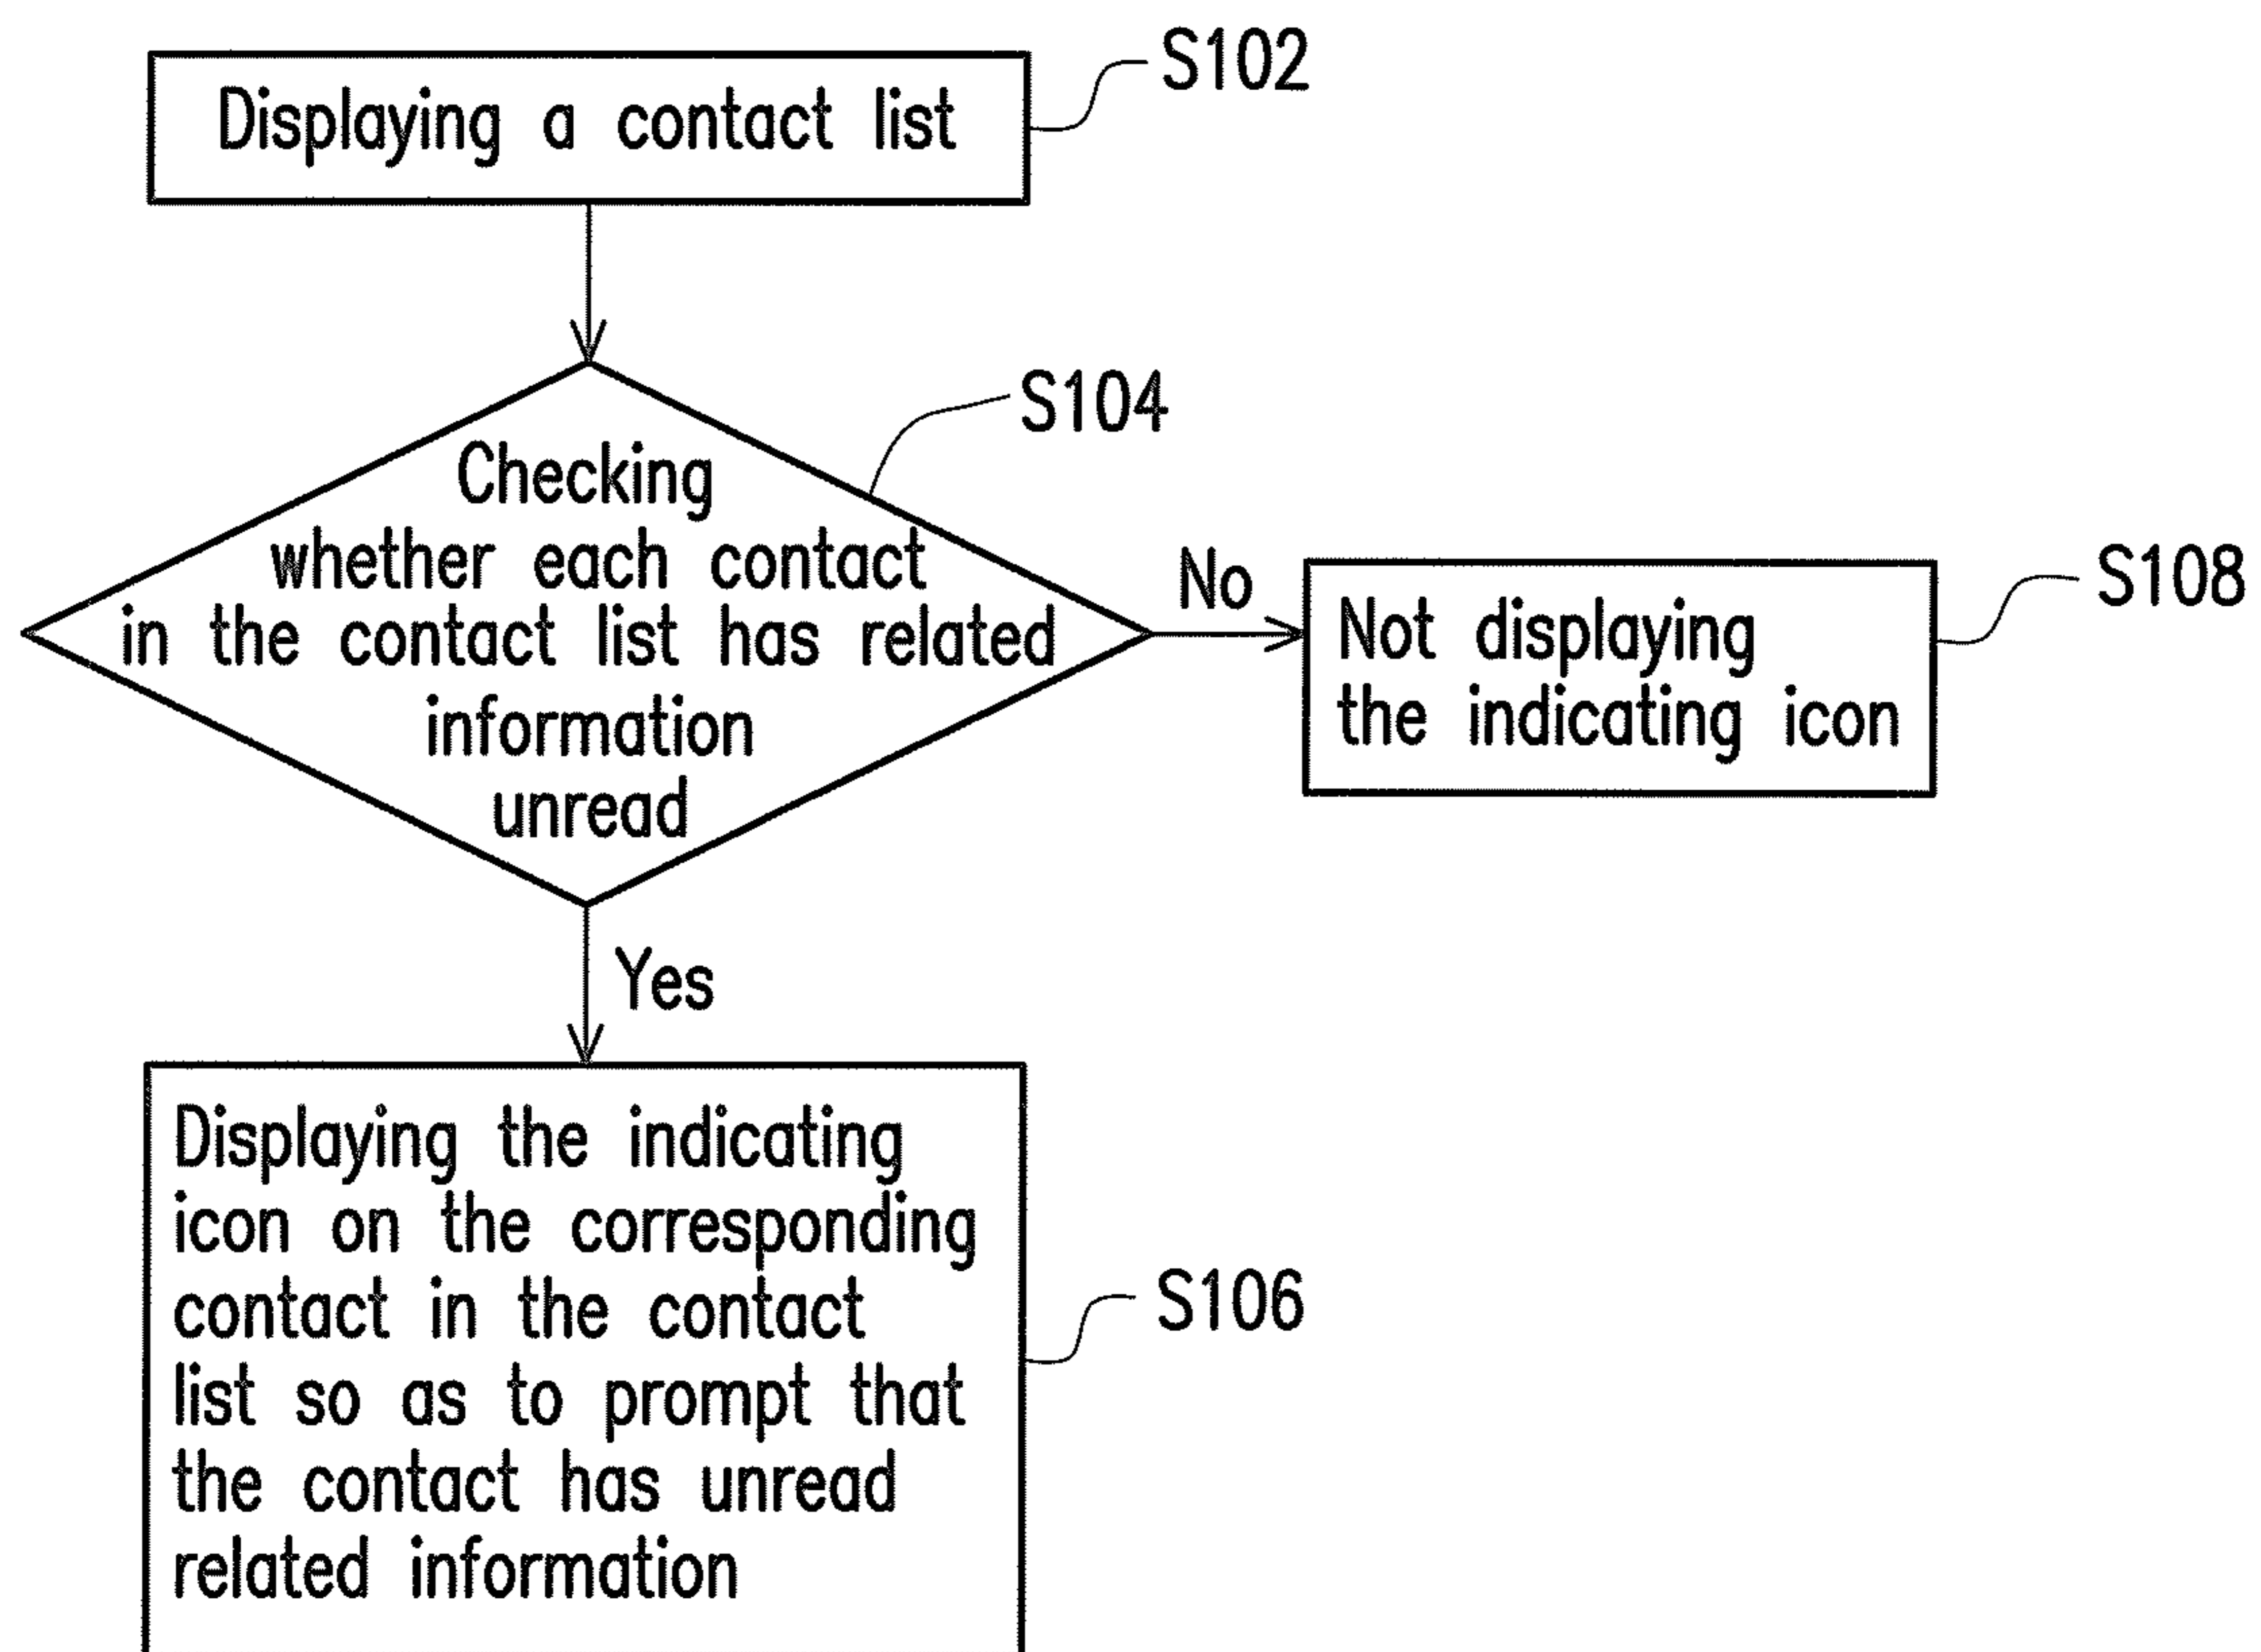 Displaying a contact list
S102
S104
Checking
whether each contact
in the contact list has related
information
unread
No
Not displaying
the indicating icon
S108
Yes
Displaying the indicating
icon on the corresponding
contact in the contact
list so as to prompt that
the contact has unread
related information
S106